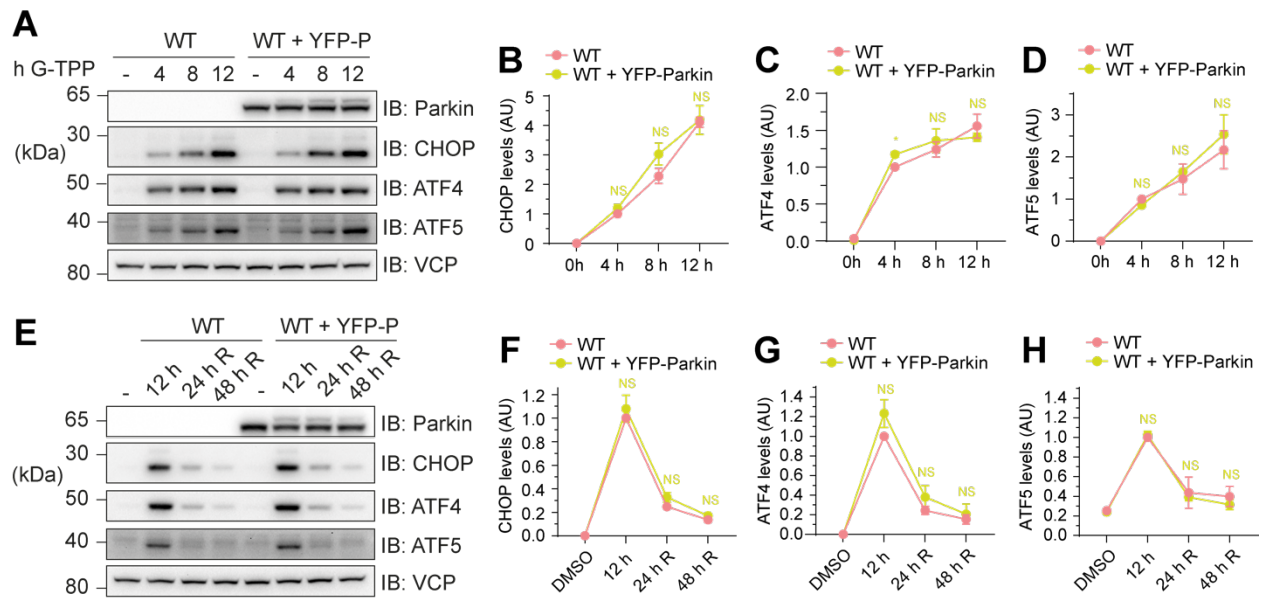 A
WT
WT + YFP-P
h G-TPP - 4 8 12 - 4 8 12
65
IB: Parkin
30
(kDa)
IB: CHOP
50
IB: ATF4
40
IB: ATF5
80
IB: VCP
B
WT
WT + YFP-Parkin
CHOP levels (AU)
5
4
3
2
1
0
NS
NS
NS
0h 4 h 8 h 12 h
C
WT
WT + YFP-Parkin
ATF4 levels (AU)
2.0
1.5
1.0
0.5
0.0
*
NS
NS
0h 4 h 8 h 12 h
D
WT
WT + YFP-Parkin
ATF5 levels (AU)
3
2
1
0
NS
NS
NS
0h 4 h 8 h 12 h
E
WT
WT + YFP-P
- 12 h 24 h R 48 h R - 12 h 24 h R 48 h R
65
IB: Parkin
30
(kDa)
IB: CHOP
50
IB: ATF4
40
IB: ATF5
80
IB: VCP
F
WT
WT + YFP-Parkin
CHOP levels (AU)
1.2
1.0
0.8
0.6
0.4
0.2
0.0
NS
NS
NS
DMSO 12 h 24 h R 48 h R
G
WT
WT + YFP-Parkin
ATF4 levels (AU)
1.4
1.2
1.0
0.8
0.6
0.4
0.2
0.0
NS
NS
NS
DMSO 12 h 24 h R 48 h R
H
WT
WT + YFP-Parkin
ATF5 levels (AU)
1.4
1.2
1.0
0.8
0.6
0.4
0.2
0.0
NS
NS
NS
DMSO 12 h 24 h R 48 h R